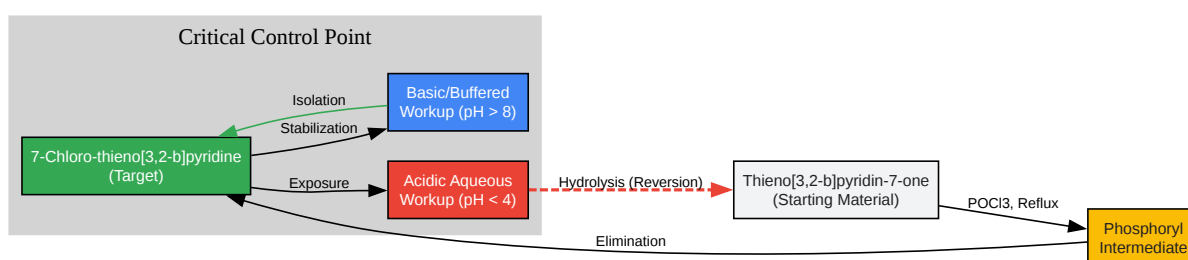 Critical Control Point
Basic/Buffered
Workup (pH > 8)
Isolation
Stabilization
7-Chloro-thieno[3,2-b]pyridine
(Target)
Exposure
Acidic Aqueous
Workup (pH < 4)
Hydrolysis (Reversion)
Thieno[3,2-b]pyridin-7-one
(Starting Material)
POCl3, Reflux
Phosphoryl
Intermediate
Elimination